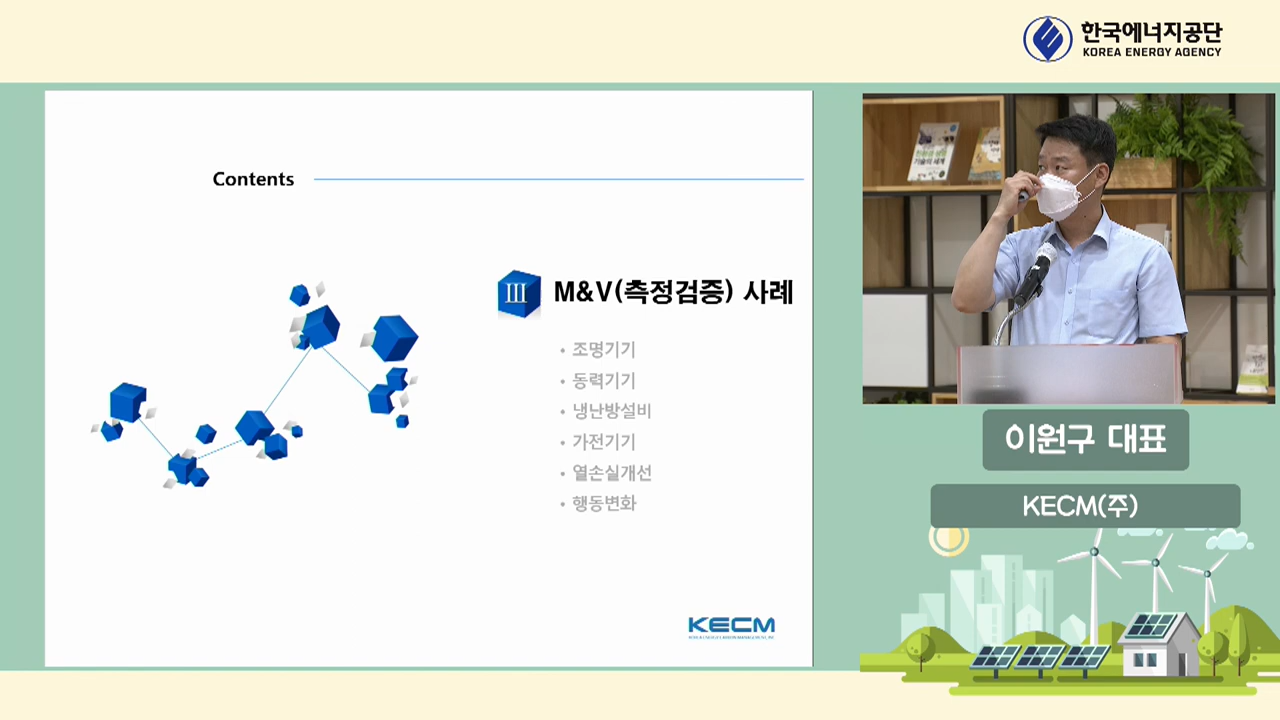 한국에너지공단
KOREA ENERGY AGENCY
Contents
III M&V(측정검증) 사례
• 조명기기
• 동력기기
• 냉난방설비
• 가전기기
• 열손실개선
• 행동변화
KECM
이원구 대표
KECM(주)